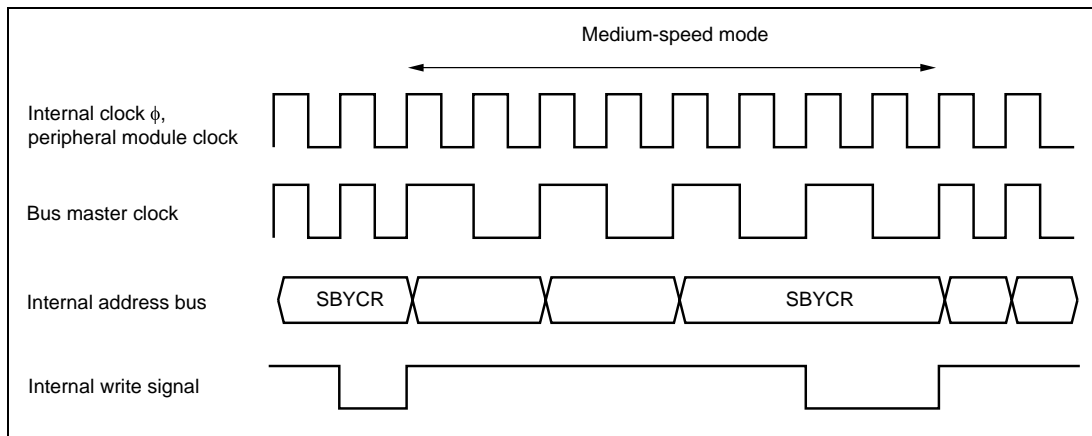 Medium-speed mode
Internal clock ϕ,
peripheral module clock
Bus master clock
Internal address bus
SBYCR
SBYCR
Internal write signal